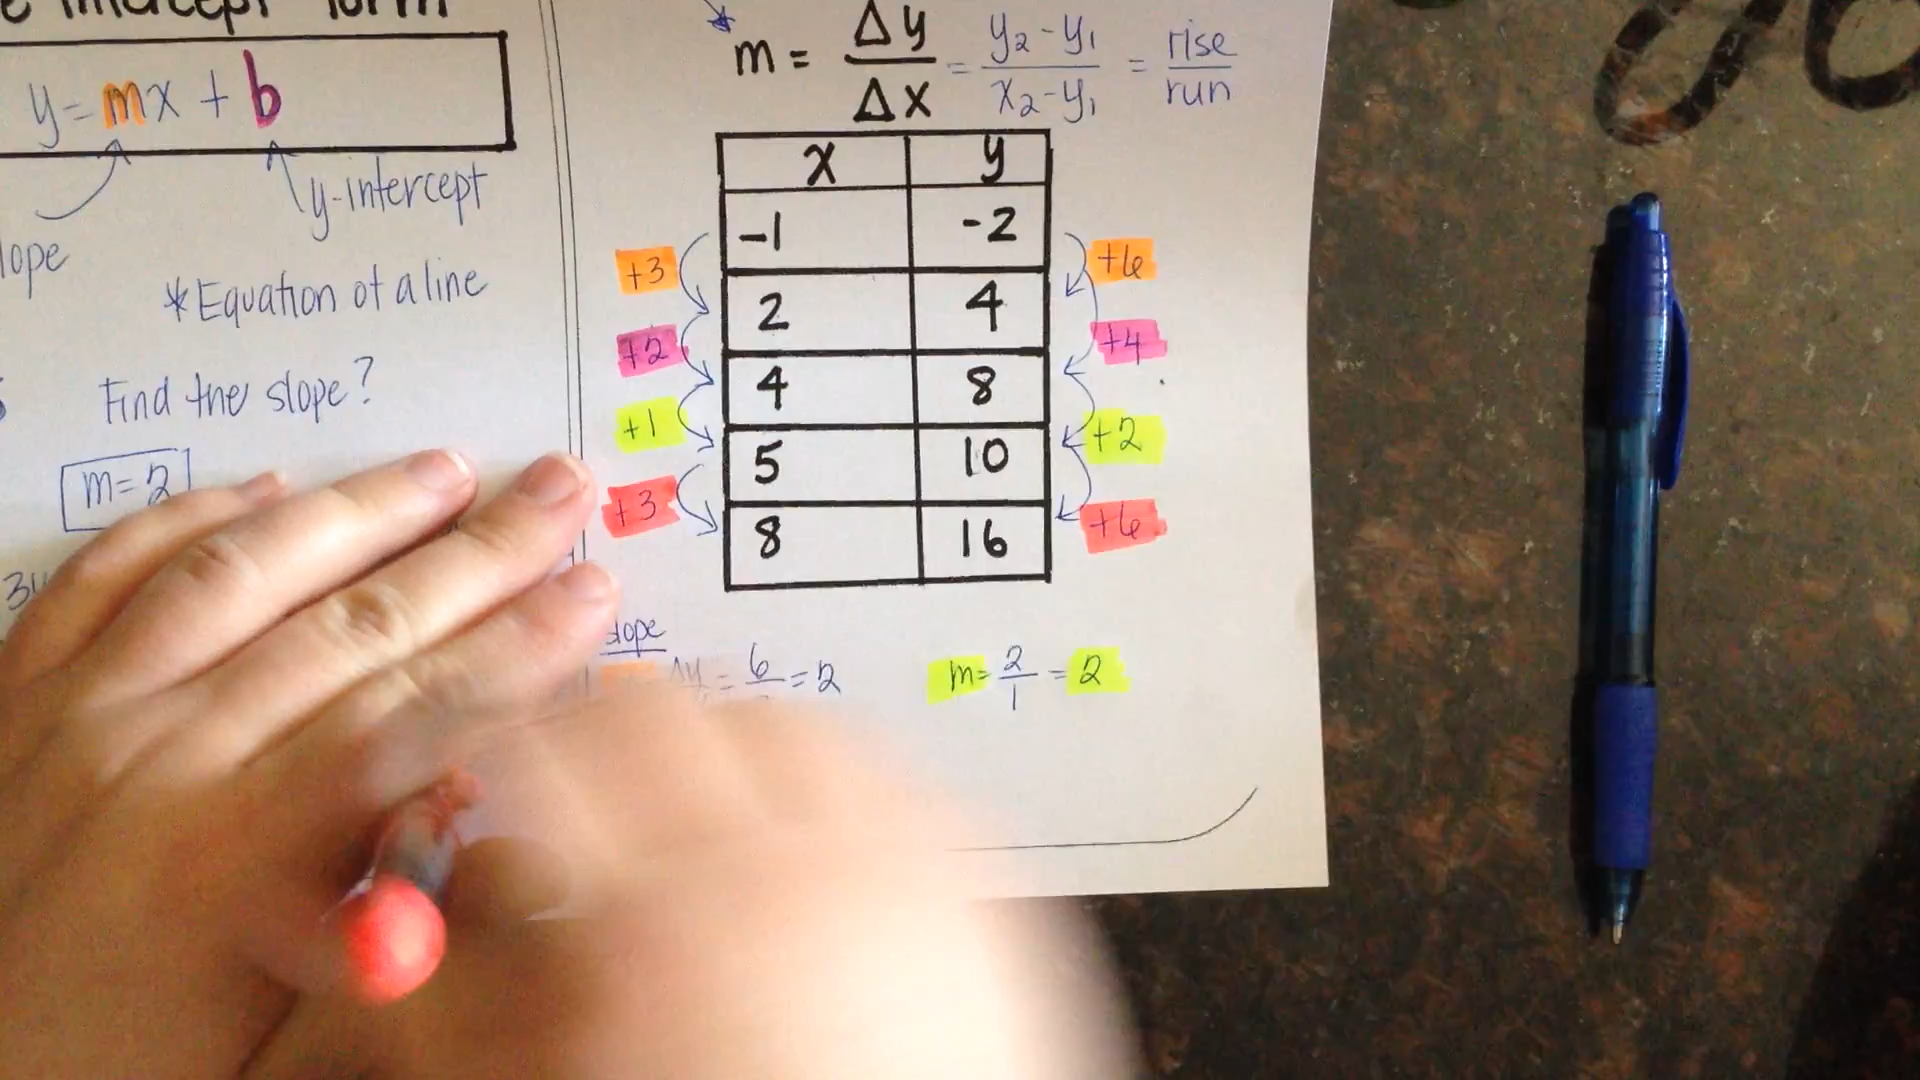 y=mx + b
y-intercept
*Equation of a line
Find the slope?
m=2
m = Δy/Δx = y2-y1/x2-y1 = rise/run
x y
-1 -2
2 4
4 8
5 10
8 16
+3 +6
+2 +4
+1 +2
+3 +6
slope
Δy = 6 = 2
m= 2/1 = 2